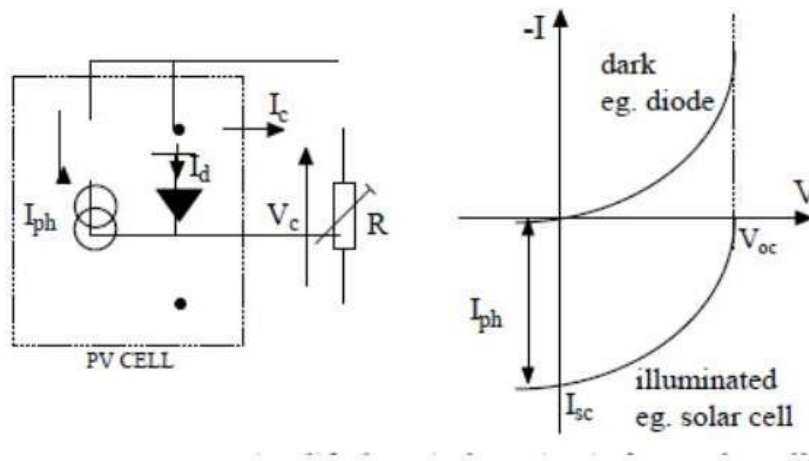 I_c
I_d
I_ph
V_c
R
PV CELL
-I
dark
eg. diode
V
V_oc
I_ph
illuminated
I_sc
eg. solar cell